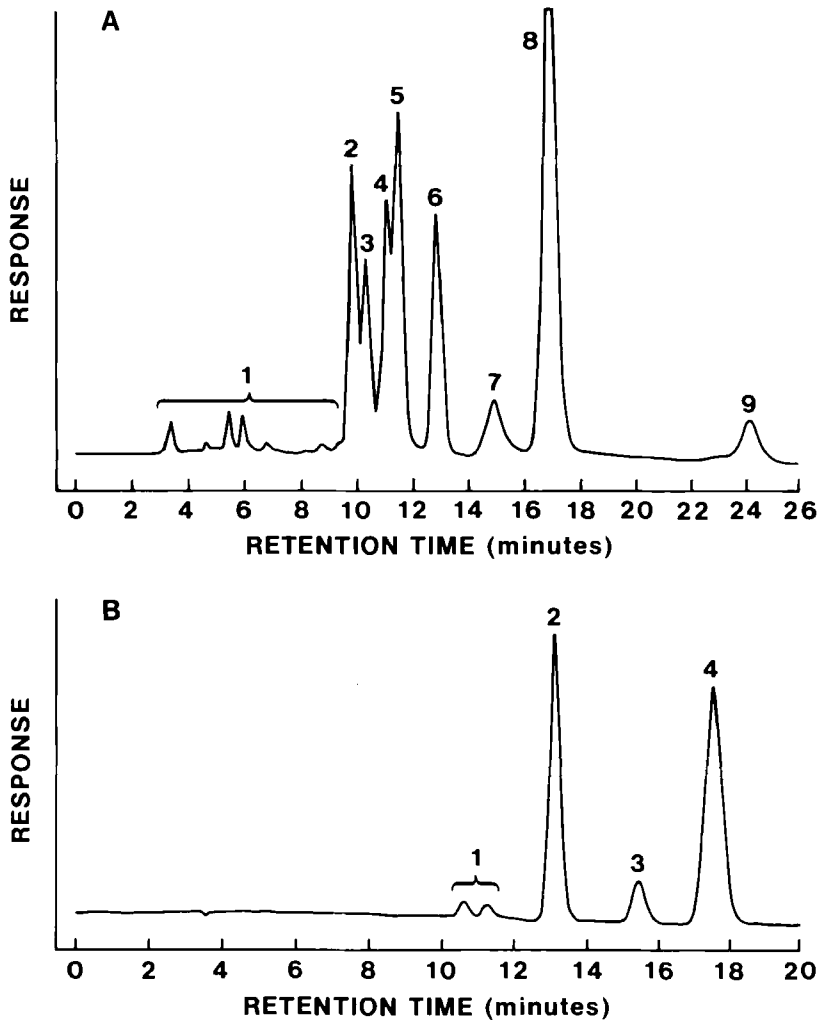 A
RESPONSE
1
2
3
4
5
6
7
8
9
0 2 4 6 8 10 12 14 16 18 20 22 24 26
RETENTION TIME (minutes)
B
RESPONSE
1
2
3
4
0 2 4 6 8 10 12 14 16 18 20
RETENTION TIME (minutes)